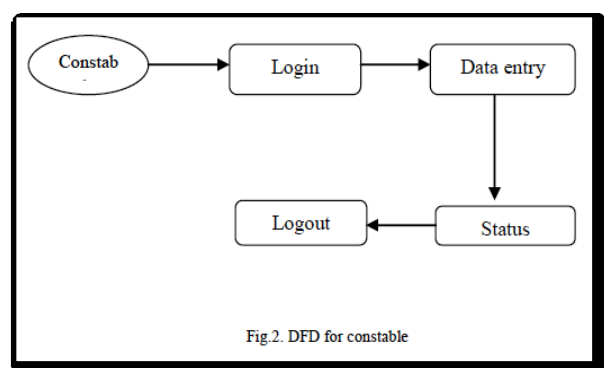 Constab
Login
Data entry
Status
Logout
Fig.2. DFD for constable